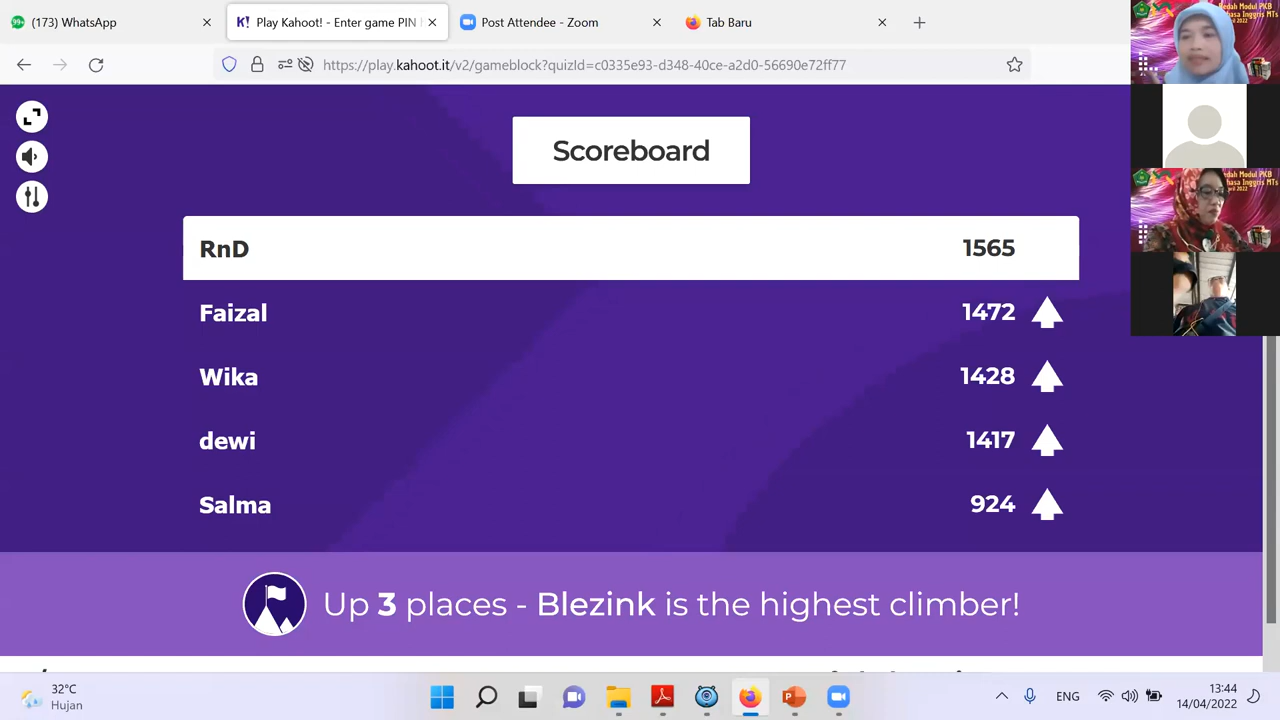 99+
(173) WhatsApp
K! Play Kahoot! - Enter game PIN
Post Attendee - Zoom
Tab Baru
https://play.kahoot.it/v2/gameblock?quizId=c0335e93-d348-40ce-a2d0-56690e72ff77
Scoreboard
RnD 1565
Faizal 1472
Wika 1428
dewi 1417
Salma 924
Up 3 places - Blezink is the highest climber!
32°C
Hujan
ENG
13:44
14/04/2022